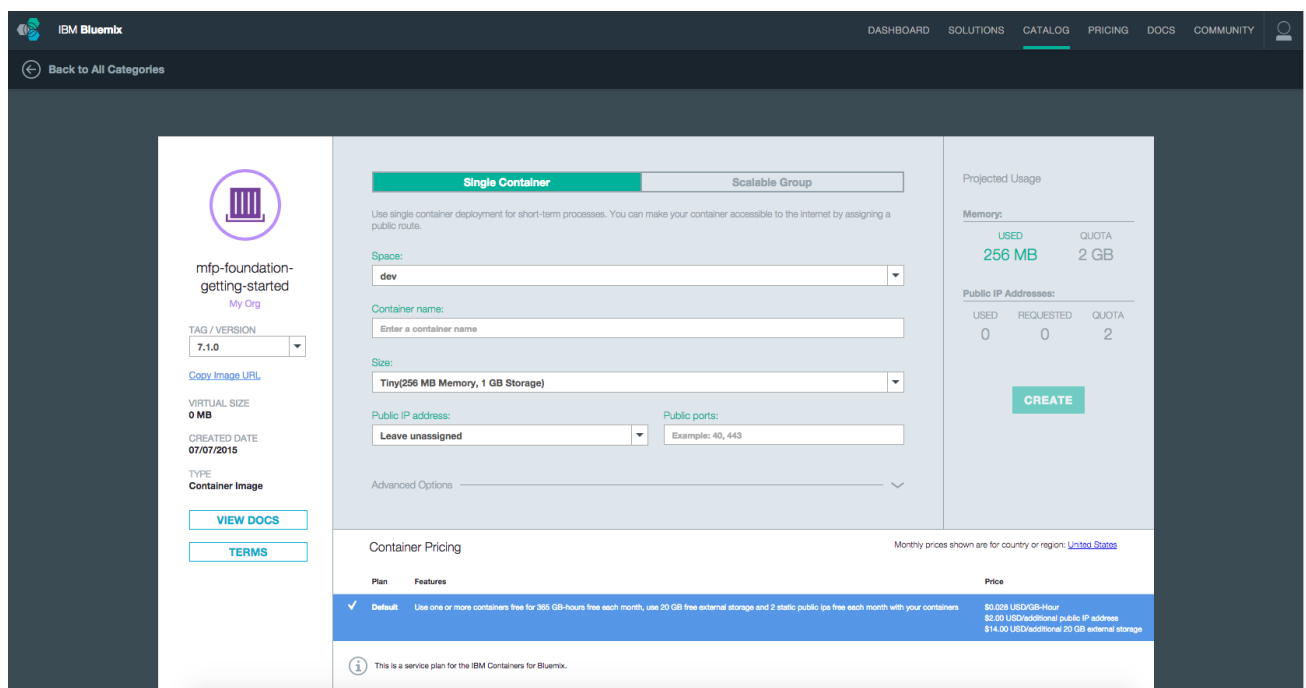 IBM Bluemix
DASHBOARD SOLUTIONS CATALOG PRICING DOCS COMMUNITY
Back to All Categories
mfp-foundation-
getting-started
My Org
TAG / VERSION
7.1.0
Copy Image URL
VIRTUAL SIZE
0 MB
CREATED DATE
07/07/2015
TYPE
Container Image
VIEW DOCS
TERMS
Single Container Scalable Group
Use single container deployment for short-term processes. You can make your container accessible to the internet by assigning a
public route.
Space:
dev
Container name:
Enter a container name
Size:
Tiny(256 MB Memory, 1 GB Storage)
Public IP address: Public ports:
Leave unassigned Example: 40, 443
Advanced Options
Projected Usage
Memory:
USED QUOTA
256 MB 2 GB
Public IP Addresses:
USED REQUESTED QUOTA
0 0 2
CREATE
Container Pricing Monthly prices shown are for country or region: United States
Plan Features Price
Default Use one or more containers free for 365 GB-hours free each month, use 20 GB free external storage and 2 static public ips free each month with your containers $0.028 USD/GB-Hour
$2.00 USD/additional public IP address
$14.00 USD/additional 20 GB external storage
This is a service plan for the IBM Containers for Bluemix.